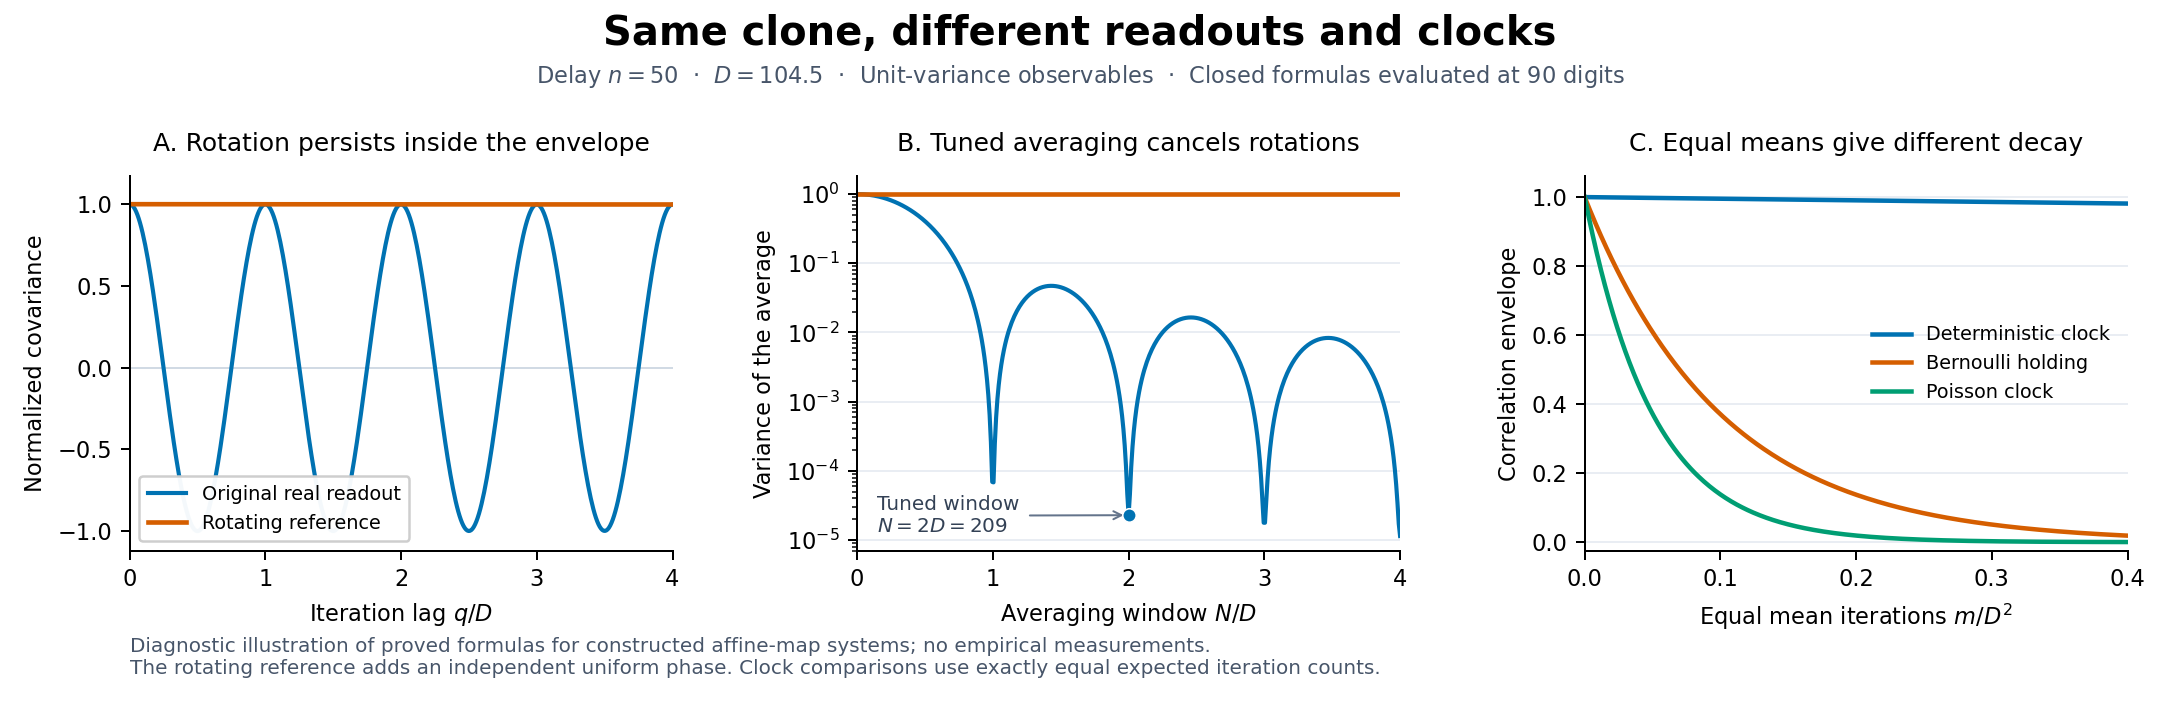 Same clone, different readouts and clocks
Delay n = 50 · D = 104.5 · Unit-variance observables · Closed formulas evaluated at 90 digits
A. Rotation persists inside the envelope
Normalized covariance
1.0
0.5
0.0
−0.5
−1.0
Original real readout
Rotating reference
0 1 2 3 4
Iteration lag q/D
B. Tuned averaging cancels rotations
Variance of the average
10⁰
10⁻¹
10⁻²
10⁻³
10⁻⁴
10⁻⁵
Tuned window
N = 2D = 209
0 1 2 3 4
Averaging window N/D
C. Equal means give different decay
Correlation envelope
1.0
0.8
0.6
0.4
0.2
0.0
Deterministic clock
Bernoulli holding
Poisson clock
0.0 0.1 0.2 0.3 0.4
Equal mean iterations m/D²
Diagnostic illustration of proved formulas for constructed affine-map systems; no empirical measurements.
The rotating reference adds an independent uniform phase. Clock comparisons use exactly equal expected iteration counts.